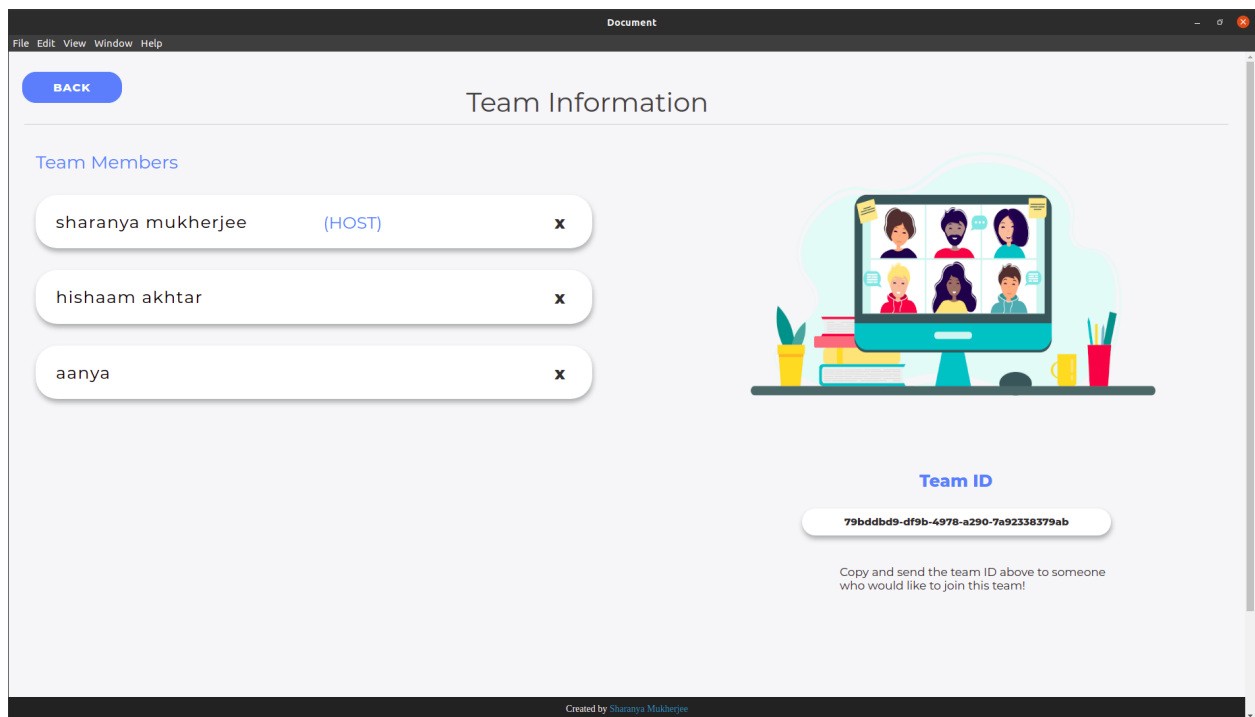 Document
File Edit View Window Help
BACK
Team Information
Team Members
sharanya mukherjee (HOST) x
hishaam akhtar x
aanya x
Team ID
79bddbd9-df9b-4978-a290-7a92338379ab
Copy and send the team ID above to someone
who would like to join this team!
Created by Sharanya Mukherjee